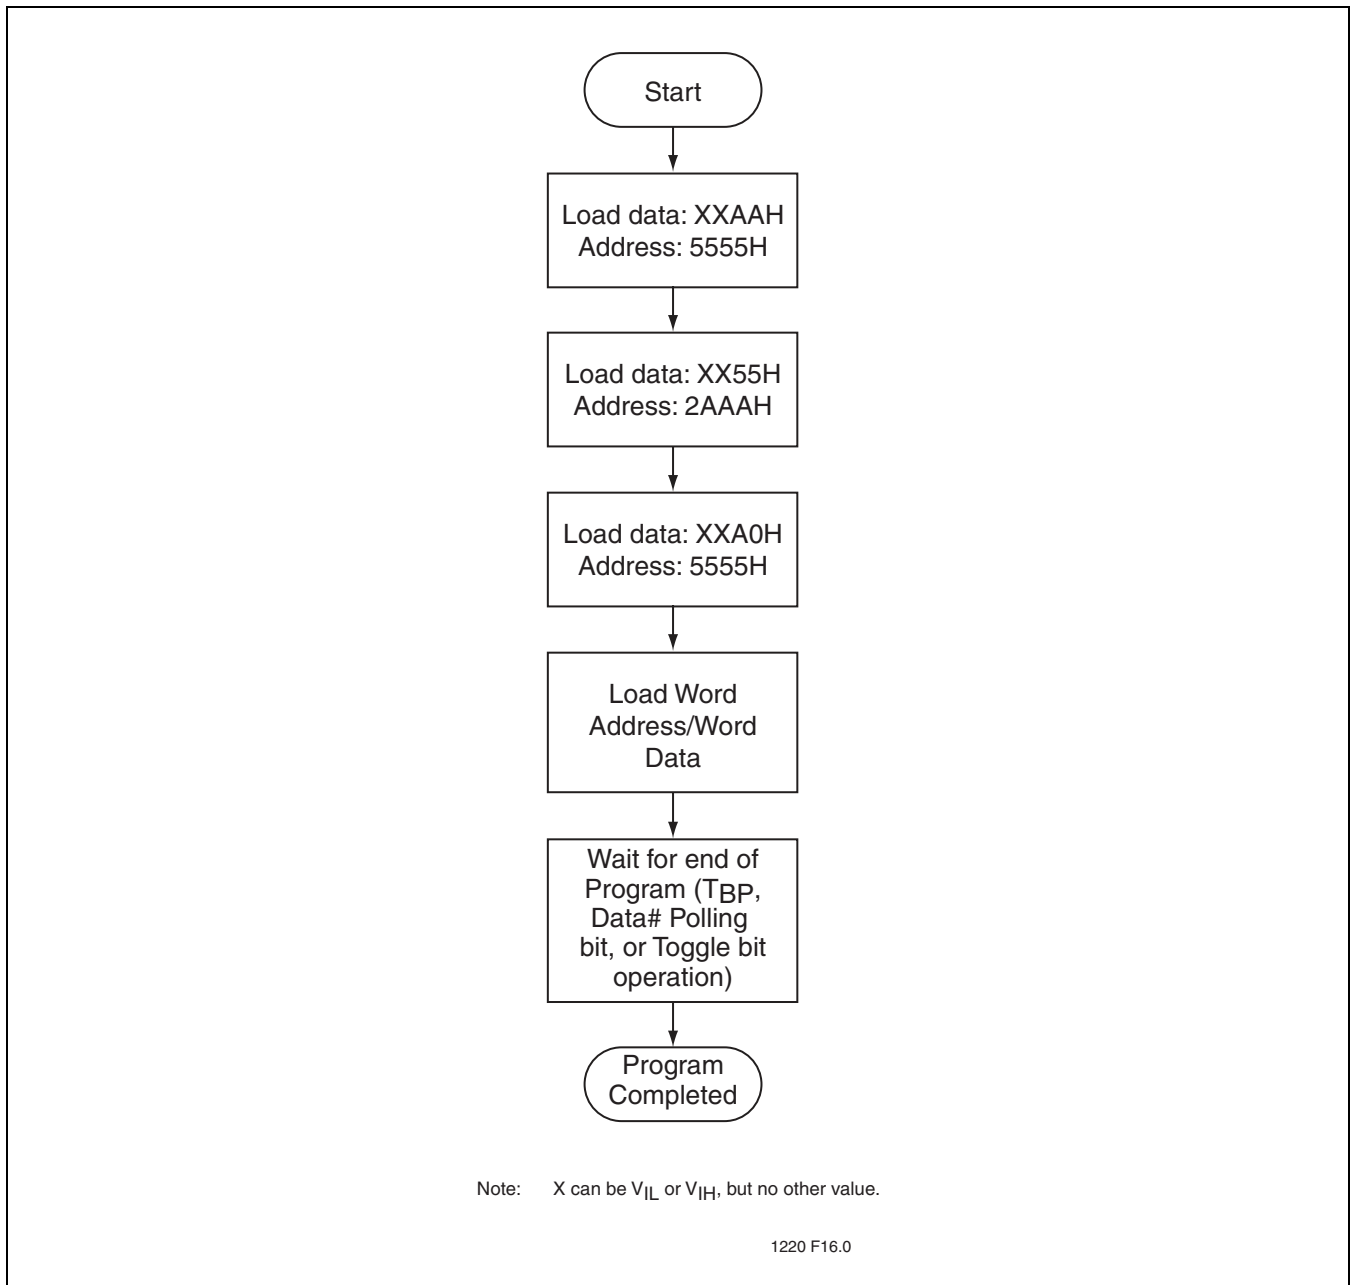 Start
Load data: XXAAH
Address: 5555H
Load data: XX55H
Address: 2AAAH
Load data: XXA0H
Address: 5555H
Load Word
Address/Word
Data
Wait for end of
Program (TBP,
Data# Polling
bit, or Toggle bit
operation)
Program
Completed
Note: X can be VIL or VIH, but no other value.
1220 F16.0